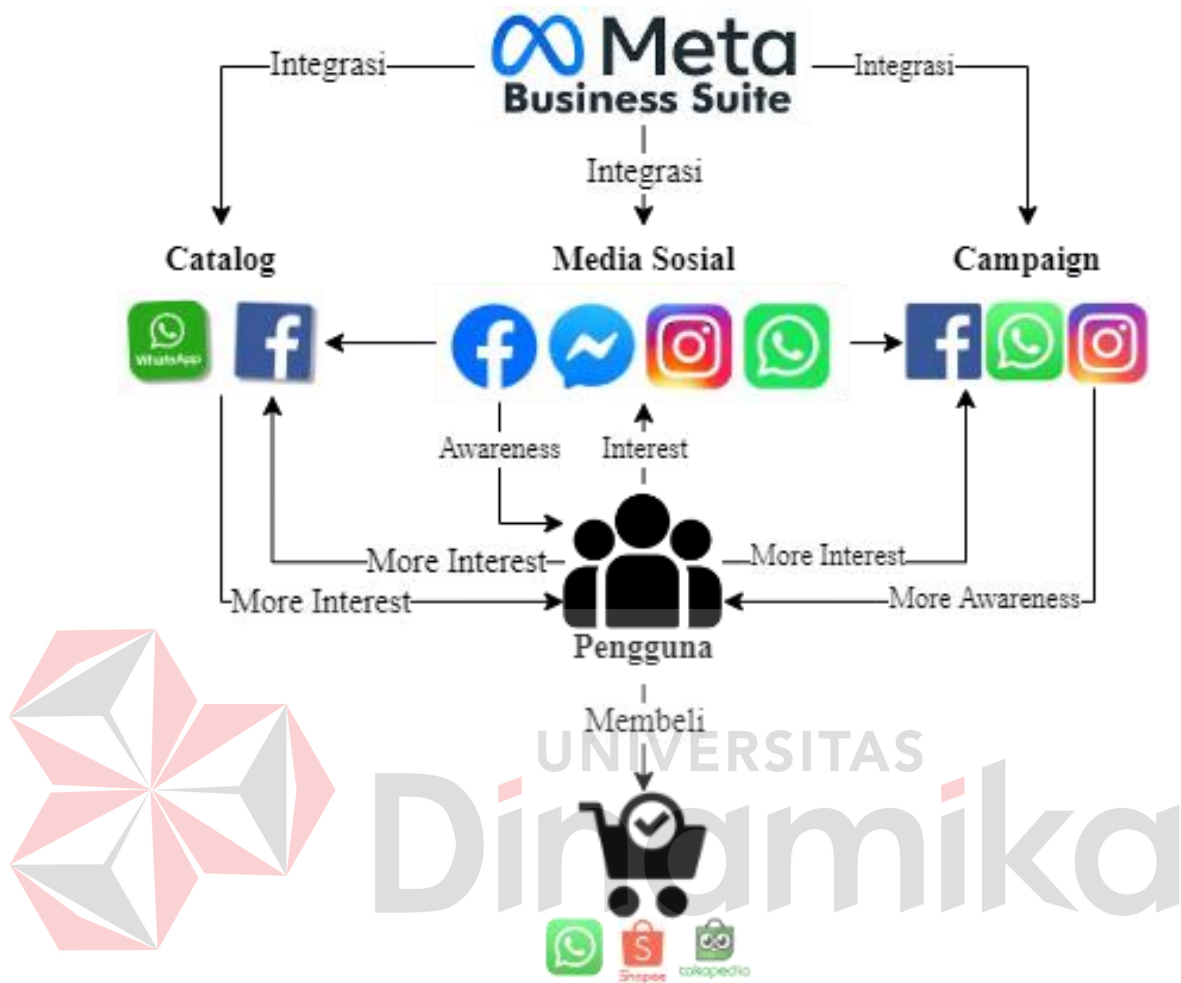 Meta
Business Suite
Integrasi
Integrasi
Integrasi
Catalog
Media Sosial
Campaign
WhatsApp
Awareness
Interest
More Interest
More Interest
More Interest
More Awareness
Pengguna
Membeli
UNIVERSITAS
Dinamika
Shopee
tokopedia